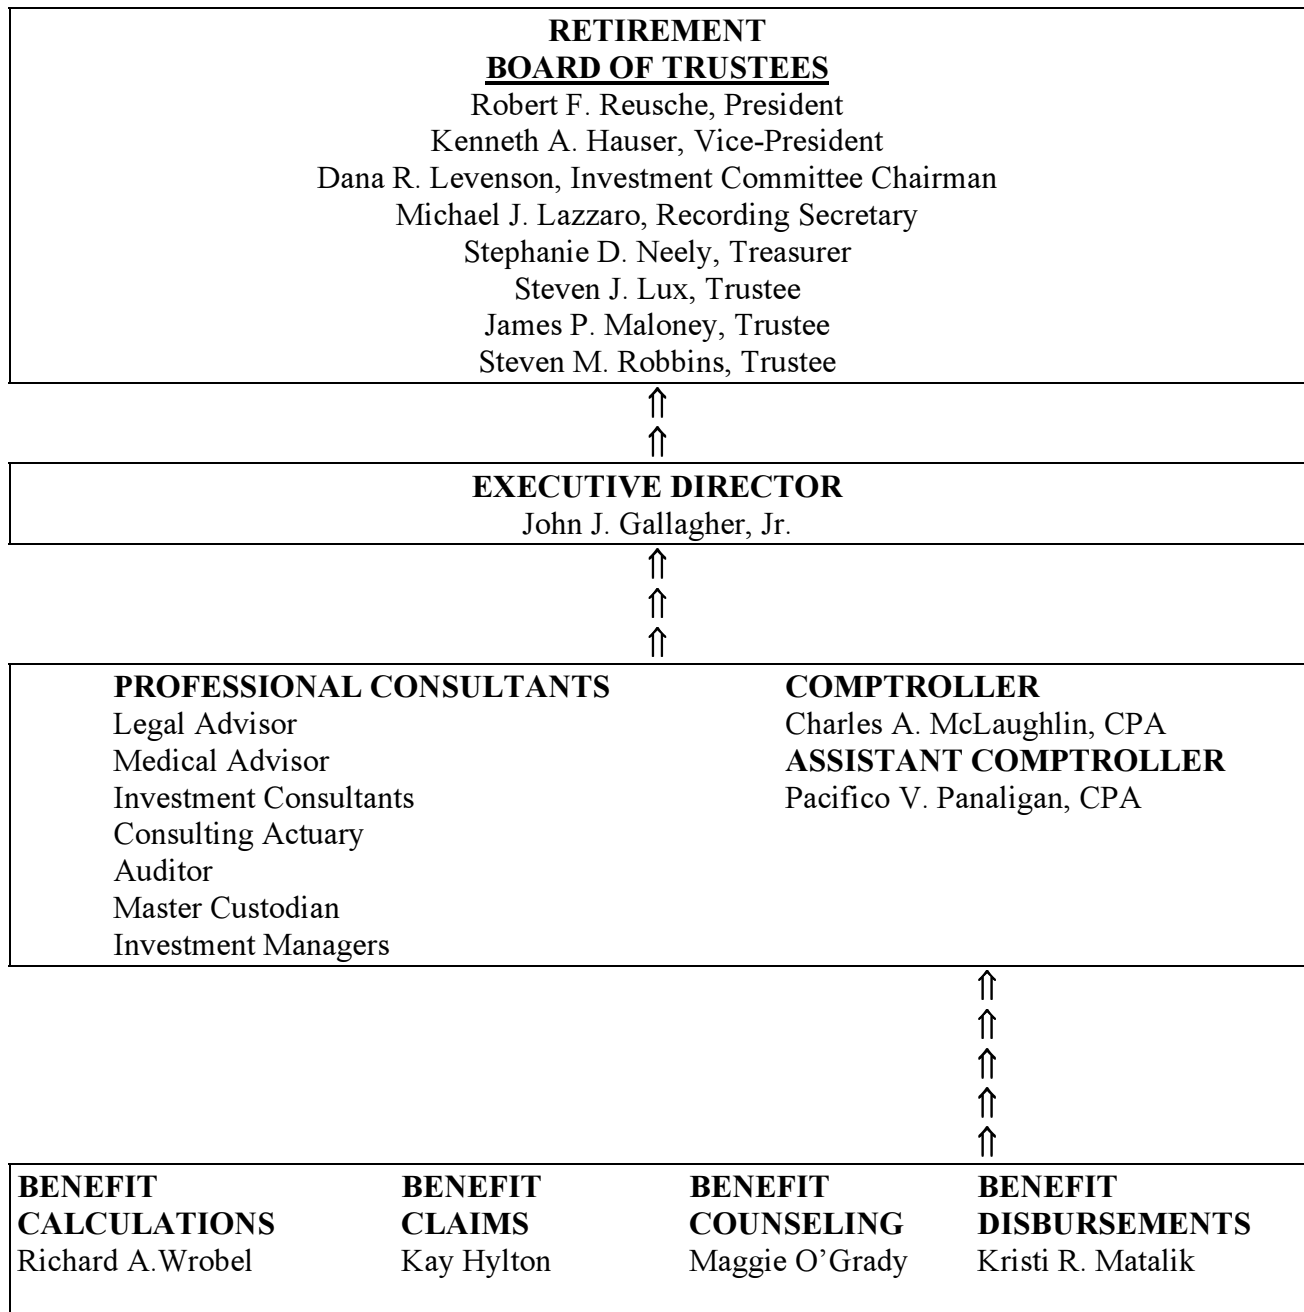 RETIREMENT
BOARD OF TRUSTEES
Robert F. Reusche, President
Kenneth A. Hauser, Vice-President
Dana R. Levenson, Investment Committee Chairman
Michael J. Lazzaro, Recording Secretary
Stephanie D. Neely, Treasurer
Steven J. Lux, Trustee
James P. Maloney, Trustee
Steven M. Robbins, Trustee
⇑
⇑
EXECUTIVE DIRECTOR
John J. Gallagher, Jr.
⇑
⇑
⇑
PROFESSIONAL CONSULTANTS
Legal Advisor
Medical Advisor
Investment Consultants
Consulting Actuary
Auditor
Master Custodian
Investment Managers
COMPTROLLER
Charles A. McLaughlin, CPA
ASSISTANT COMPTROLLER
Pacifico V. Panaligan, CPA
⇑
⇑
⇑
⇑
⇑
BENEFIT
CALCULATIONS
Richard A.Wrobel
BENEFIT
CLAIMS
Kay Hylton
BENEFIT
COUNSELING
Maggie O’Grady
BENEFIT
DISBURSEMENTS
Kristi R. Matalik